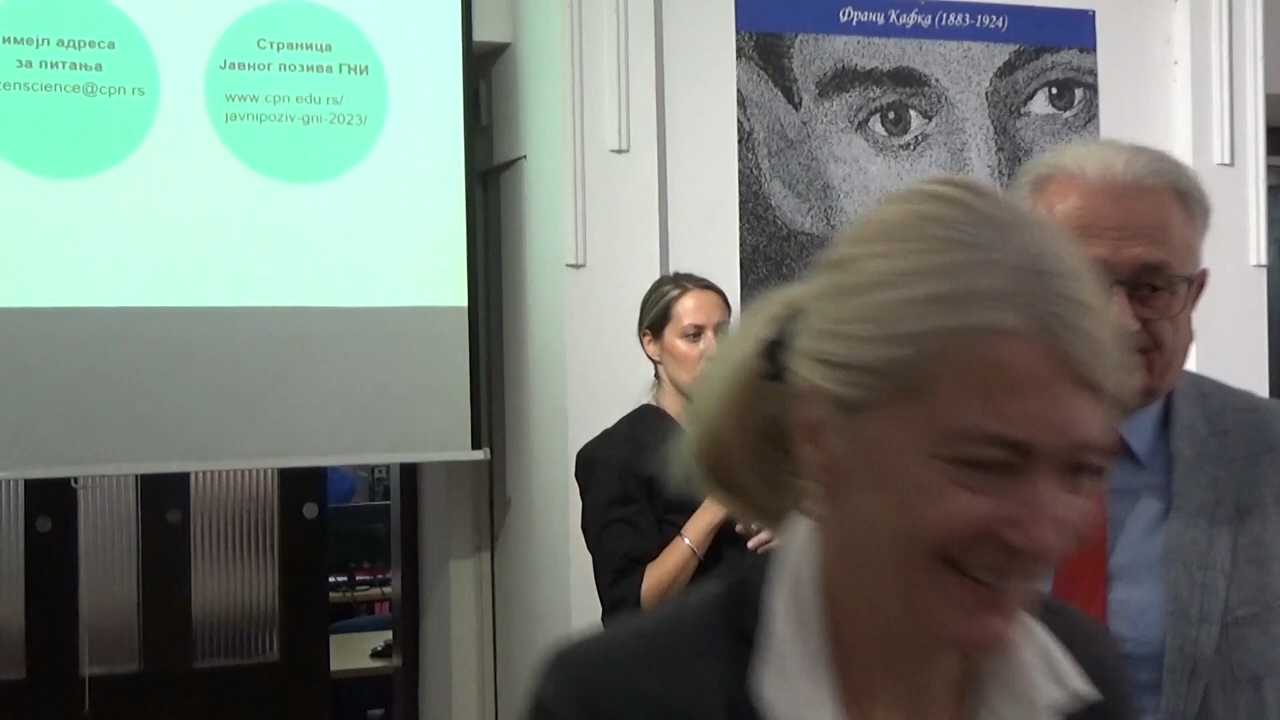 имејл адреса
за питања
zenscience@cpn rs
Страница
Јавног позива ГНИ
www cpn edu rs/
javnipoziv-gni-2023/
Франц Кафка (1883-1924)